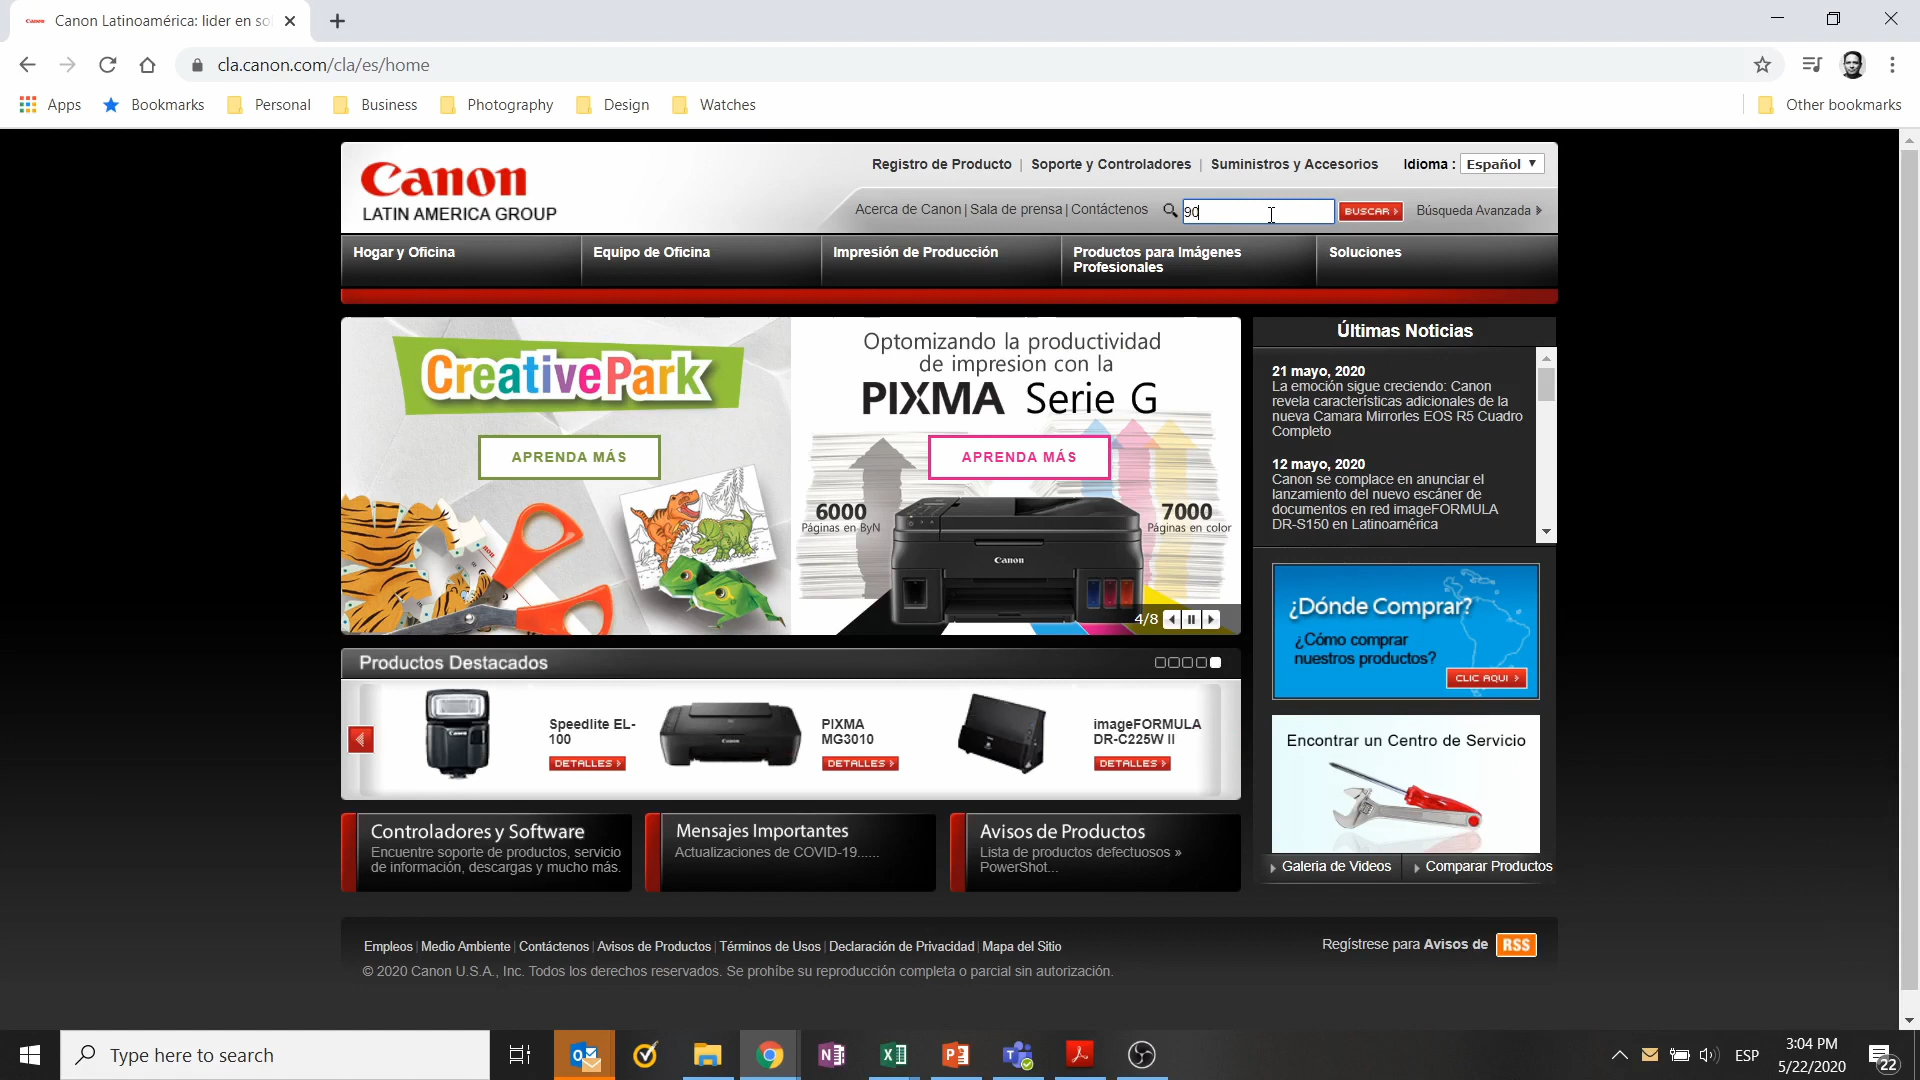 Canon Latinoamérica: lider en so
cla.canon.com/cla/es/home
Apps
Bookmarks
Personal
Business
Photography
Design
Watches
Other bookmarks
Canon
LATIN AMERICA GROUP
Registro de Producto | Soporte y Controladores | Suministros y Accesorios
Idioma : Español
Acerca de Canon | Sala de prensa | Contáctenos
90
BUSCAR
Búsqueda Avanzada
Hogar y Oficina
Equipo de Oficina
Impresión de Producción
Productos para Imágenes
Profesionales
Soluciones
CreativePark
APRENDA MÁS
Optimizando la productividad
de impresion con la
PIXMA Serie G
APRENDA MÁS
6000
Páginas en ByN
7000
Páginas en color
Canon
4/8
Últimas Noticias
21 mayo, 2020
La emoción sigue creciendo: Canon
revela características adicionales de la
nueva Camara Mirrorles EOS R5 Cuadro
Completo
12 mayo, 2020
Canon se complace en anunciar el
lanzamiento del nuevo escáner de
documentos en red imageFORMULA
DR-S150 en Latinoamérica
¿Dónde Comprar?
¿Cómo comprar
nuestros productos?
CLIC AQUI
Productos Destacados
Speedlite EL-
100
DETALLES
PIXMA
MG3010
DETALLES
imageFORMULA
DR-C225W II
DETALLES
Encontrar un Centro de Servicio
Galeria de Videos
Comparar Productos
Controladores y Software
Encuentre soporte de productos, servicio
de información, descargas y mucho más.
Mensajes Importantes
Actualizaciones de COVID-19......
Avisos de Productos
Lista de productos defectuosos »
PowerShot...
Empleos | Medio Ambiente | Contáctenos | Avisos de Productos | Términos de Usos | Declaración de Privacidad | Mapa del Sitio
Regístrese para Avisos de RSS
© 2020 Canon U.S.A., Inc. Todos los derechos reservados. Se prohíbe su reproducción completa o parcial sin autorización.
Type here to search
ESP
3:04 PM
5/22/2020
22